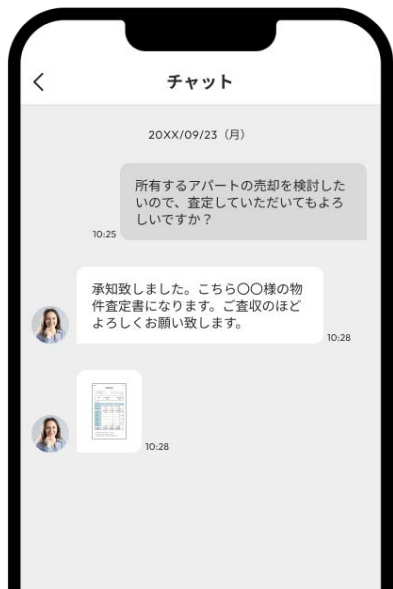 チャット
20XX/09/23（月）
所有するアパートの売却を検討した
いので、査定していただいてもよろ
しいですか？
10:25
承知致しました。こちら〇〇様の物
件査定書になります。ご査収のほど
よろしくお願い致します。
10:28
10:28